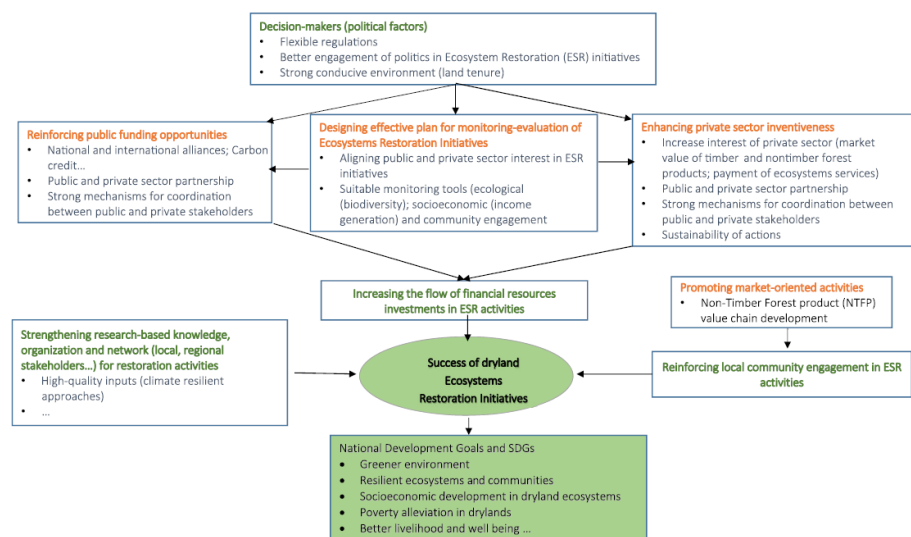 Decision-makers (political factors)
• Flexible regulations
• Better engagement of politics in Ecosystem Restoration (ESR) initiatives
• Strong conducive environment (land tenure)
Reinforcing public funding opportunities
• National and international alliances; Carbon
credit...
• Public and private sector partnership
• Strong mechanisms for coordination
between public and private stakeholders
Designing effective plan for monitoring-evaluation of
Ecosystems Restoration Initiatives
• Aligning public and private sector interest in ESR
initiatives
• Suitable monitoring tools (ecological
(biodiversity); socioeconomic (income
generation) and community engagement
Enhancing private sector inventiveness
• Increase interest of private sector (market
value of timber and nontimber forest
products; payment of ecosystems services)
• Public and private sector partnership
• Strong mechanisms for coordination between
public and private stakeholders
• Sustainability of actions
Increasing the flow of financial resources
investments in ESR activities
Promoting market-oriented activities
• Non-Timber Forest product (NTFP)
value chain development
Strengthening research-based knowledge,
organization and network (local, regional
stakeholders...) for restoration activities
• High-quality inputs (climate resilient
approaches)
• ...
Success of dryland
Ecosystems
Restoration Initiatives
Reinforcing local community engagement in ESR
activities
National Development Goals and SDGs
• Greener environment
• Resilient ecosystems and communities
• Socioeconomic development in dryland ecosystems
• Poverty alleviation in drylands
• Better livelihood and well being ...